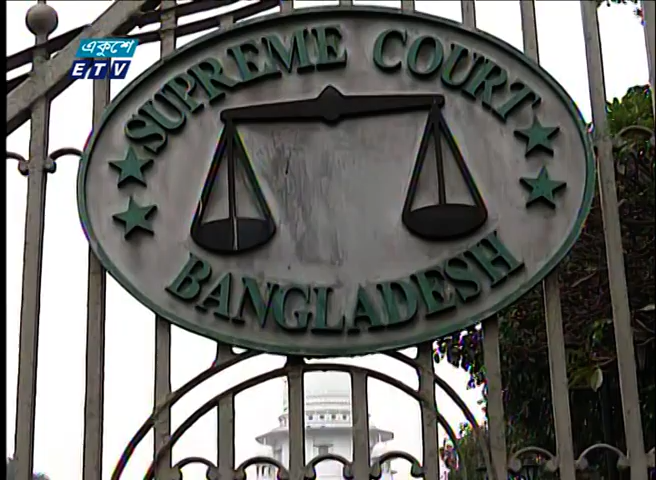 একুশে
ETV
SUPREME COURT
BANGLADESH